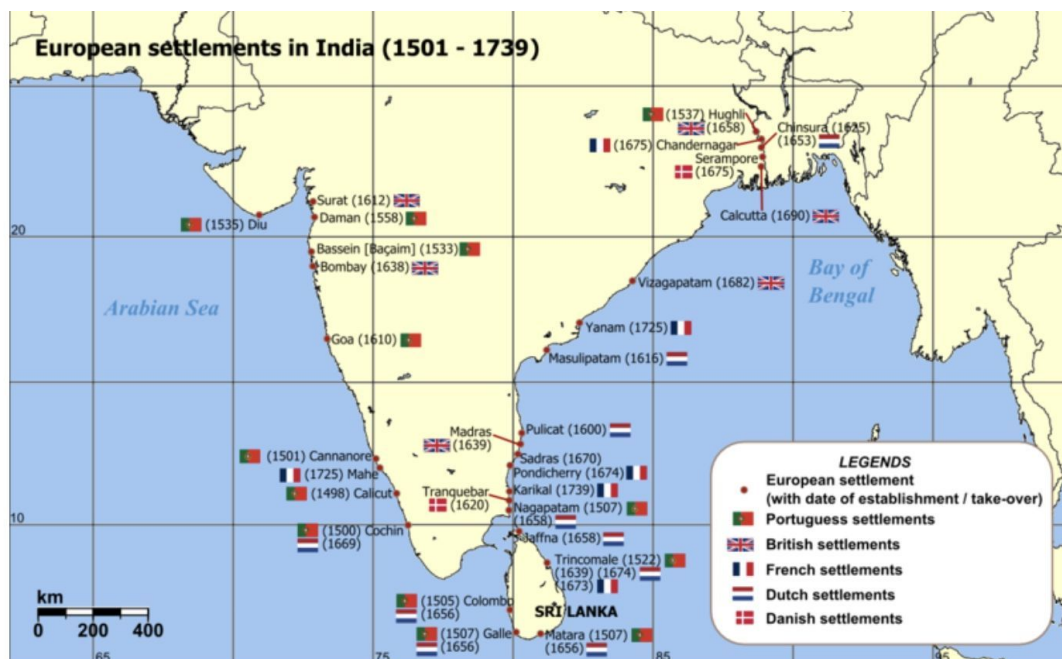 European settlements in India (1501 - 1739)
(1537) Hughli
(1658)
Chinsura (1625)
(1653)
(1675) Chandernagar
Serampore
(1675)
Calcutta (1690)
Surat (1612)
Daman (1558)
(1535) Diu
20
Bassein [Baçaim] (1533)
Bombay (1638)
Arabian Sea
Bay of
Bengal
Vizagapatam (1682)
Yanam (1725)
Goa (1610)
Masulipatam (1616)
Madras
(1639)
Pulicat (1600)
Sadras (1670)
Pondicherry (1674)
(1501) Cannanore
(1725) Mahe
(1498) Calicut
Tranquebar
(1620)
Karikal (1739)
Nagapatam (1507)
(1658)
10
(1500) Cochin
(1669)
Jaffna (1658)
Trincomale (1522)
(1639) (1674)
(1673)
(1505) Colombo
(1656)
SRI LANKA
(1507) Galle
(1656)
Matara (1507)
(1656)
km
0 200 400
65
75
85
95
LEGENDS
European settlement
(with date of establishment / take-over)
Portuguess settlements
British settlements
French settlements
Dutch settlements
Danish settlements